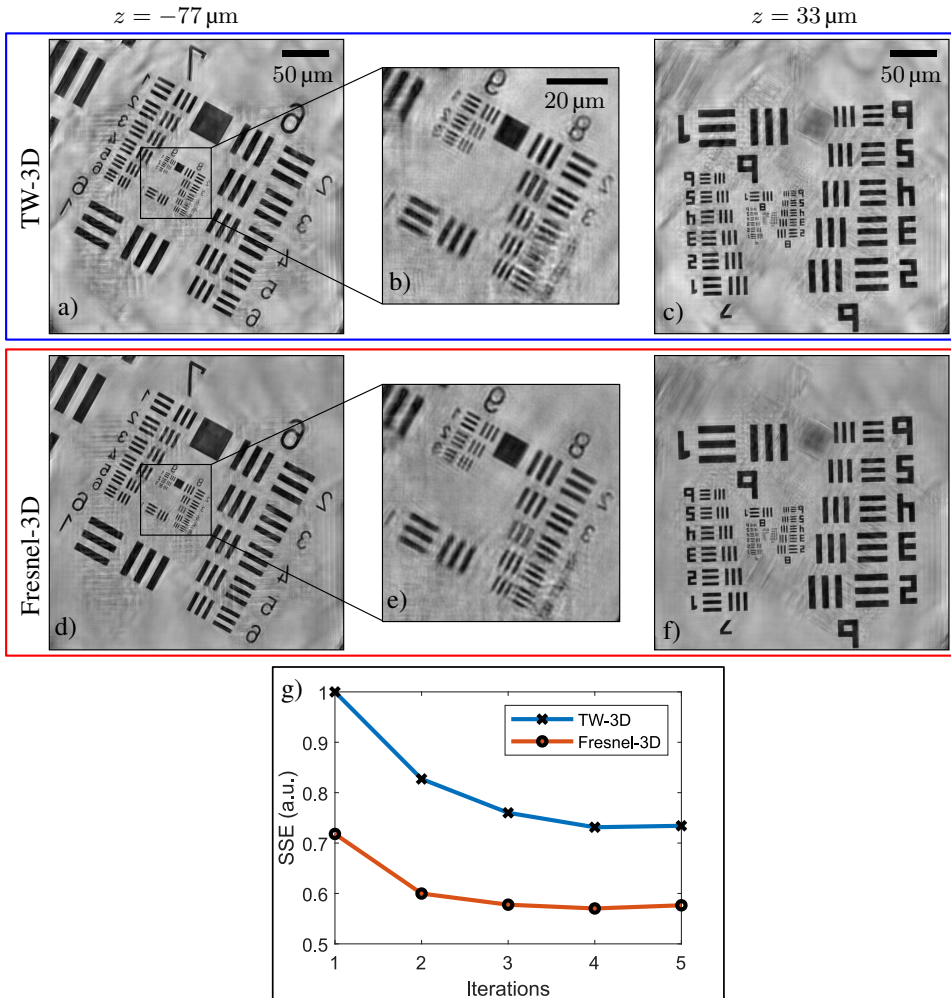 z = −77 µm
z = 33 µm
TW-3D
50 µm
20 µm
50 µm
a)
b)
c)
Fresnel-3D
d)
e)
f)
g)
TW-3D
Fresnel-3D
SSE (a.u.)
1
0.9
0.8
0.7
0.6
0.5
1 2 3 4 5
Iterations